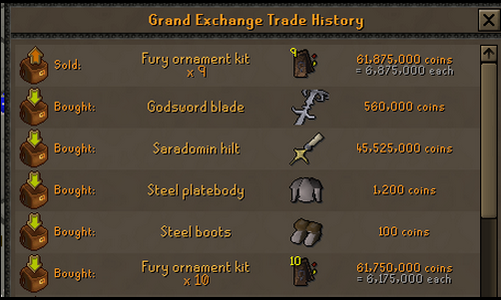 Grand Exchange Trade History
Sold: Fury ornament kit 9 61,875,000 coins
x 9 = 6,875,000 each
Bought: Godsword blade 560,000 coins
Bought: Saradomin hilt 45,525,000 coins
Bought: Steel platebody 1,200 coins
Bought: Steel boots 100 coins
Bought: Fury ornament kit 10 61,750,000 coins
x 10 = 6,175,000 each